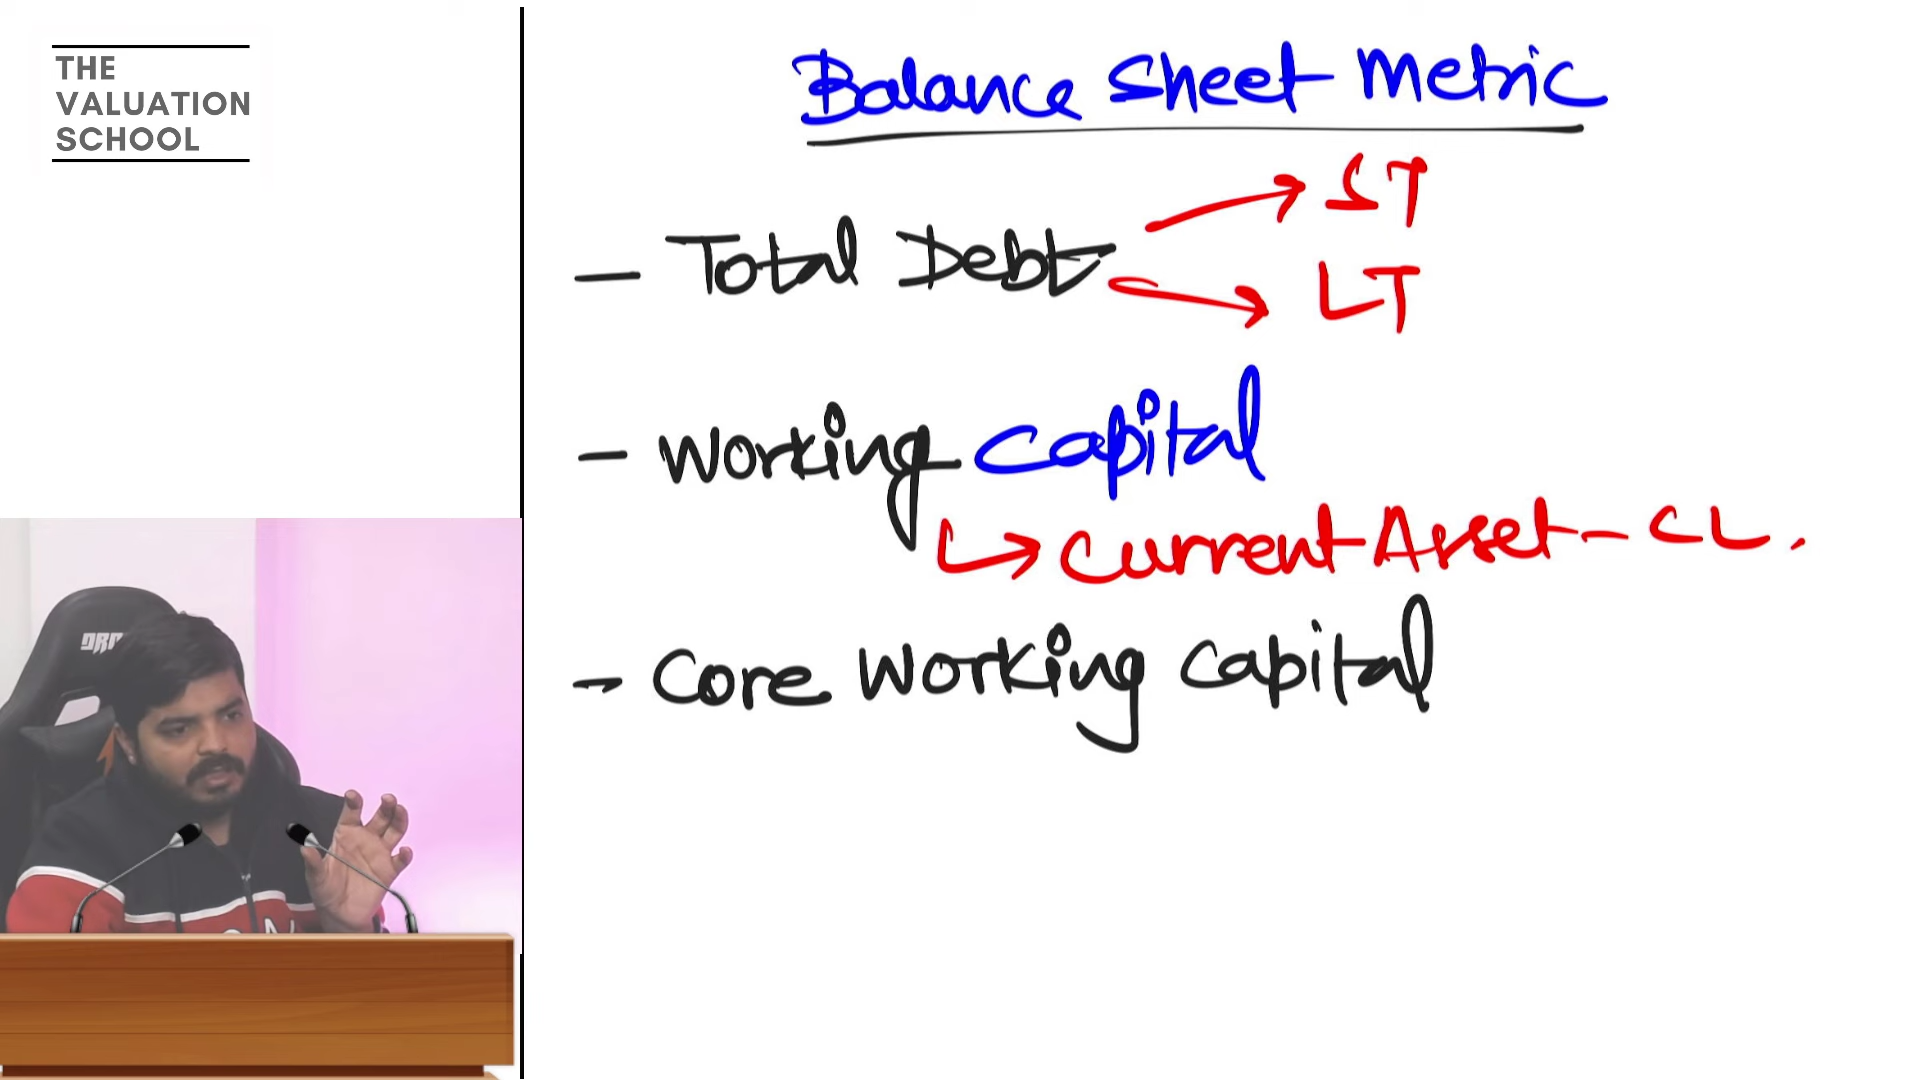 THE
VALUATION
SCHOOL
Balance Sheet Metric
- Total Debt → ST
→ LT
- Working Capital
↳ Current Asset - CL.
- Core Working Capital